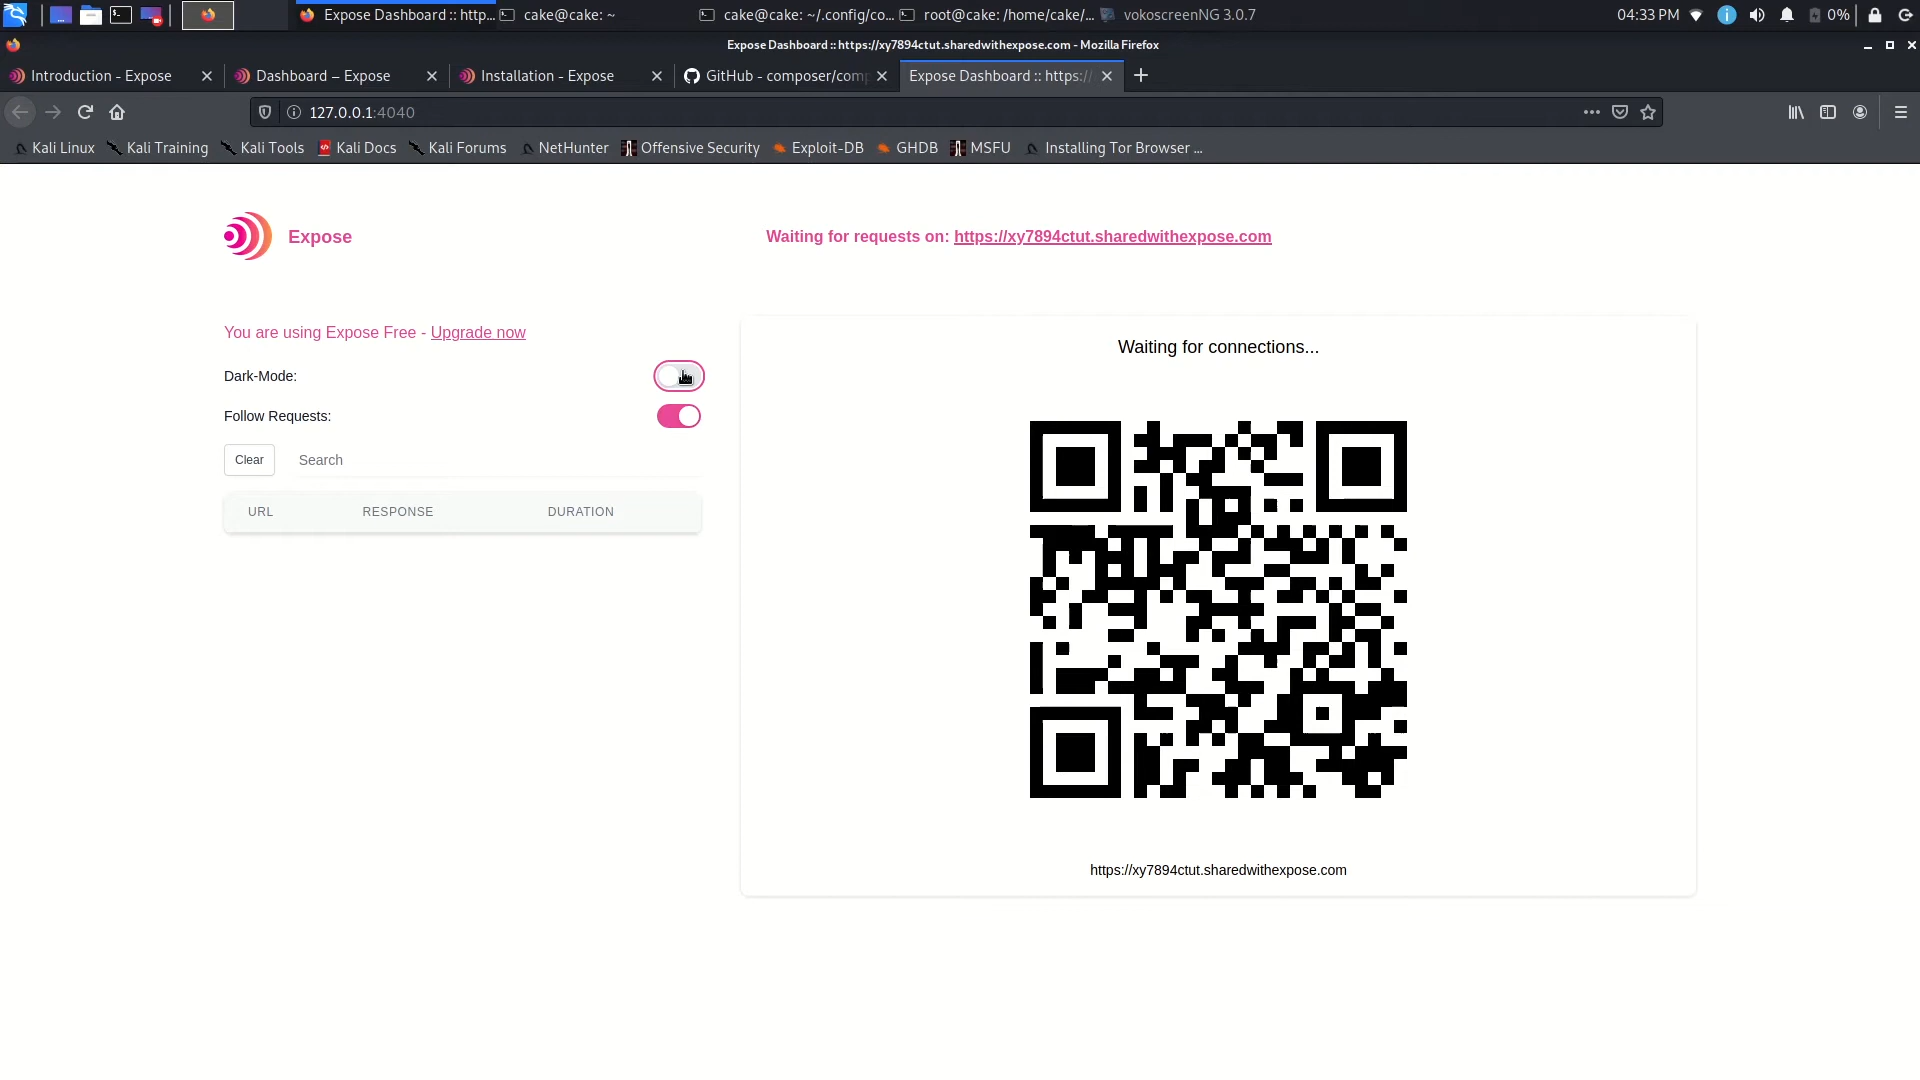 Expose Dashboard :: http...
cake@cake: ~
cake@cake: ~/.config/co...
root@cake: /home/cake/...
vokoscreenNG 3.0.7
04:33 PM
0%
Expose Dashboard :: https://xy7894ctut.sharedwithexpose.com - Mozilla Firefox
Introduction - Expose
Dashboard – Expose
Installation - Expose
GitHub - composer/comp
Expose Dashboard :: https://
127.0.0.1:4040
Kali Linux
Kali Training
Kali Tools
Kali Docs
Kali Forums
NetHunter
Offensive Security
Exploit-DB
GHDB
MSFU
Installing Tor Browser ...
Expose
Waiting for requests on: https://xy7894ctut.sharedwithexpose.com
You are using Expose Free - Upgrade now
Dark-Mode:
Follow Requests:
Clear
Search
URL
RESPONSE
DURATION
Waiting for connections...
https://xy7894ctut.sharedwithexpose.com